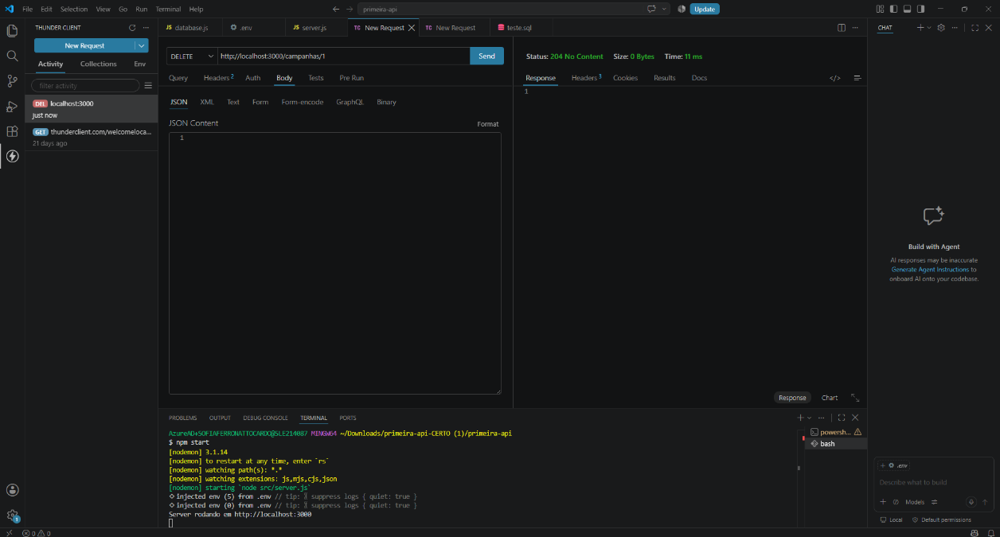 File Edit Selection View Go Run Terminal Help
primeira-api
Update
THUNDER CLIENT
New Request
Activity Collections Env
filter activity
DEL localhost:3000
just now
GET thunderclient.com/welcomeloca...
21 days ago
JS database.js
.env
JS server.js
TC New Request
TC New Request
teste.sql
DELETE http://localhost:3000/campanhas/1 Send
Query Headers 2 Auth Body Tests Pre Run
JSON XML Text Form Form-encode GraphQL Binary
JSON Content Format
1
Status: 204 No Content Size: 0 Bytes Time: 11 ms
Response Headers 3 Cookies Results Docs
1
Response Chart
PROBLEMS OUTPUT DEBUG CONSOLE TERMINAL PORTS
AzureAD+SOFIAFERRONATTOCARDO@SLE214087 MINGW64 ~/Downloads/primeira-api-CERTO (1)/primeira-api
$ npm start
[nodemon] 3.1.14
[nodemon] to restart at any time, enter `rs`
[nodemon] watching path(s): *.*
[nodemon] watching extensions: js,mjs,cjs,json
[nodemon] starting `node src/server.js`
injected env (5) from .env // tip: suppress logs { quiet: true }
injected env (0) from .env // tip: suppress logs { quiet: true }
Server rodando em http://localhost:3000
powersh...
bash
CHAT
Build with Agent
AI responses may be inaccurate
Generate Agent Instructions to
onboard AI onto your codebase.
.env
Describe what to build
Models
Local Default permissions
1
0 0